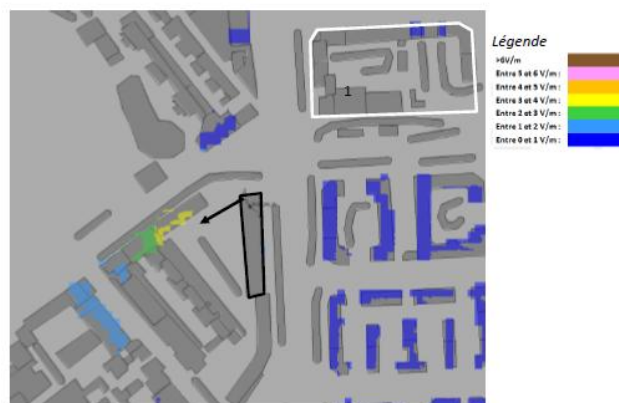 Légende
>6V/m
Entre 5 et 6 V/m :
Entre 4 et 5 V/m :
Entre 3 et 4 V/m :
Entre 2 et 3 V/m :
Entre 1 et 2 V/m :
Entre 0 et 1 V/m :
1